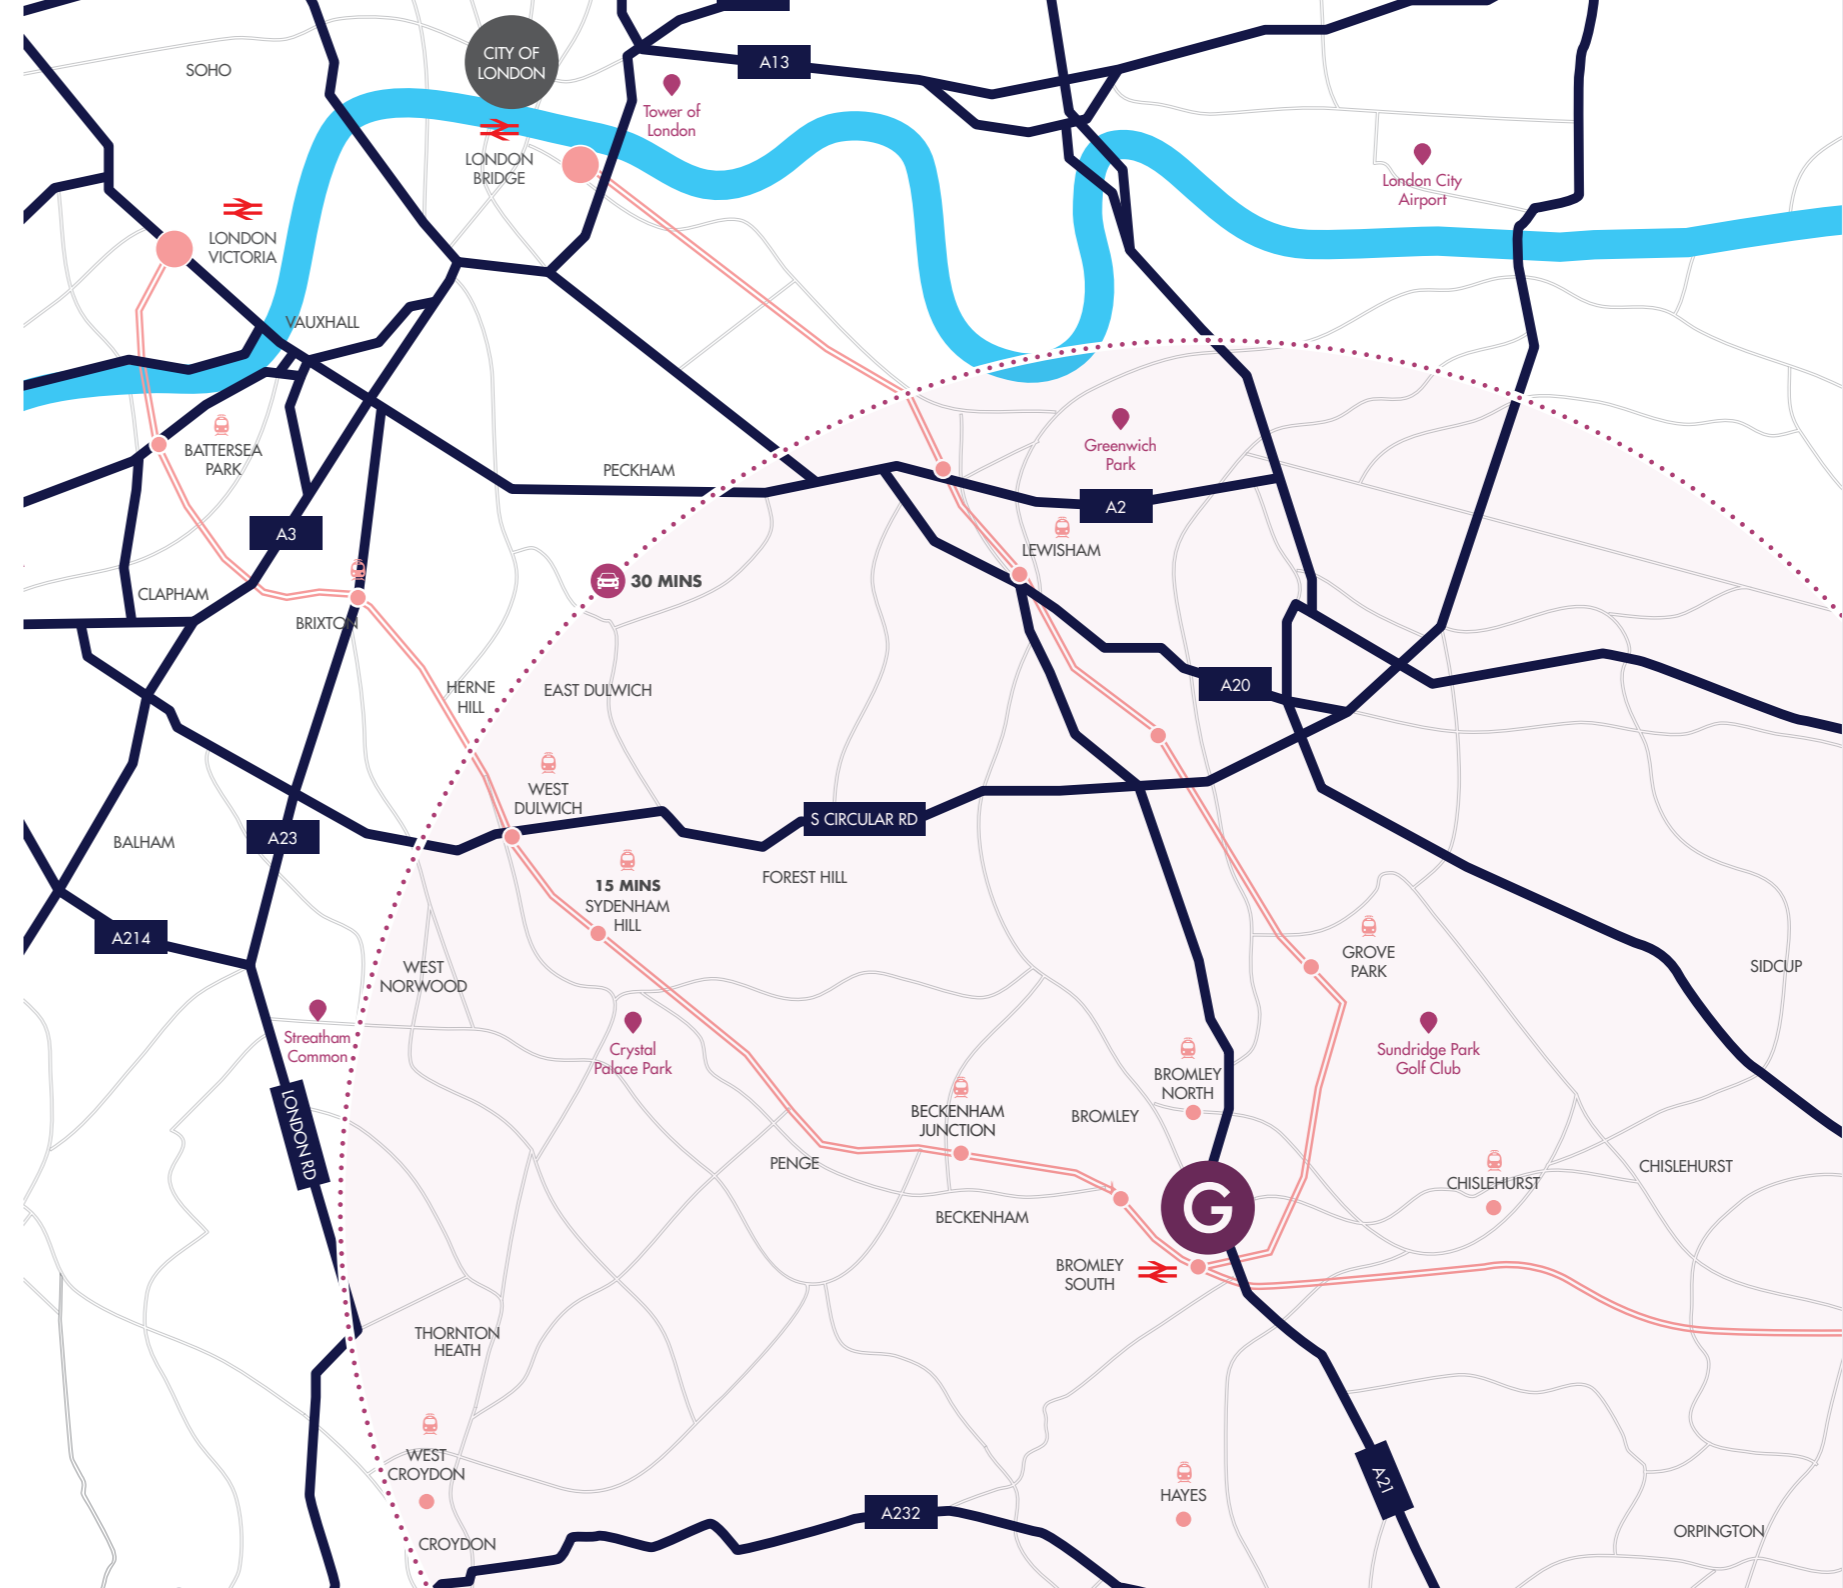 CITY OF
LONDON
SOHO
A13
Tower of
London
LONDON
BRIDGE
London City
Airport
LONDON
VICTORIA
VAUXHALL
BATTERSEA
PARK
PECKHAM
Greenwich
Park
A2
A3
LEWISHAM
30 MINS
CLAPHAM
BRIXTON
HERNE
HILL
EAST DULWICH
A20
WEST
DULWICH
S CIRCULAR RD
BALHAM
A23
15 MINS
SYDENHAM
HILL
FOREST HILL
A214
WEST
NORWOOD
GROVE
PARK
SIDCUP
Streatham
Common
Crystal
Palace Park
Sundridge Park
Golf Club
BROMLEY
NORTH
LONDON RD
BECKENHAM
JUNCTION
BROMLEY
PENGE
CHISLEHURST
CHISLEHURST
G
BECKENHAM
BROMLEY
SOUTH
THORNTON
HEATH
WEST
CROYDON
A21
HAYES
A232
CROYDON
ORPINGTON